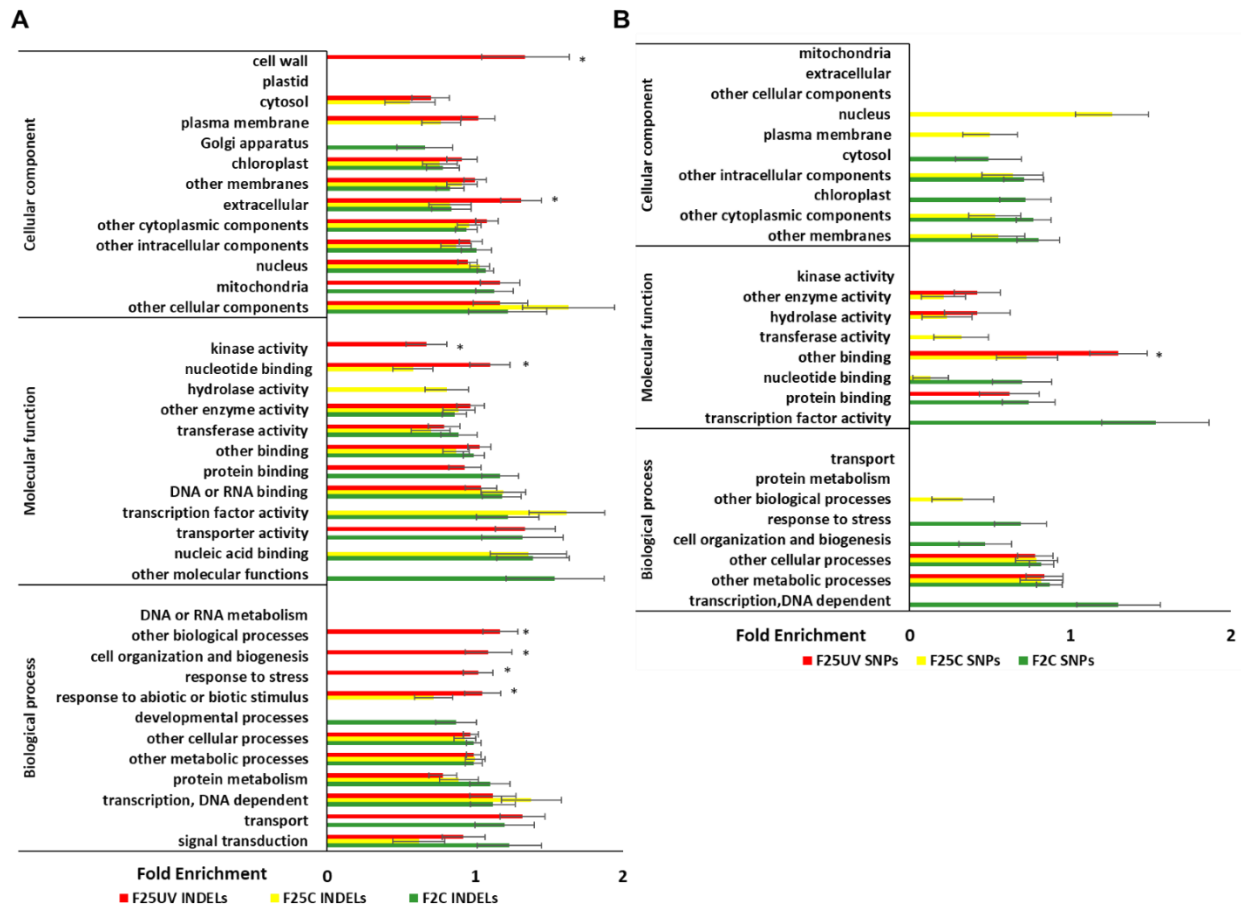 A
Cellular component
cell wall
*
plastid
cytosol
plasma membrane
Golgi apparatus
chloroplast
other membranes
extracellular
*
other cytoplasmic components
other intracellular components
nucleus
mitochondria
other cellular components
Molecular function
kinase activity
*
nucleotide binding
*
hydrolase activity
other enzyme activity
transferase activity
other binding
protein binding
DNA or RNA binding
transcription factor activity
transporter activity
nucleic acid binding
other molecular functions
Biological process
DNA or RNA metabolism
other biological processes
*
cell organization and biogenesis
*
response to stress
*
response to abiotic or biotic stimulus
*
developmental processes
other cellular processes
other metabolic processes
protein metabolism
transcription, DNA dependent
transport
signal transduction
Fold Enrichment 0 1 2
F25UV INDELs F25C INDELs F2C INDELs
B
Cellular component
mitochondria
extracellular
other cellular components
nucleus
plasma membrane
cytosol
other intracellular components
chloroplast
other cytoplasmic components
other membranes
Molecular function
kinase activity
other enzyme activity
hydrolase activity
transferase activity
other binding
*
nucleotide binding
protein binding
transcription factor activity
Biological process
transport
protein metabolism
other biological processes
response to stress
cell organization and biogenesis
other cellular processes
other metabolic processes
transcription,DNA dependent
Fold Enrichment 0 1 2
F25UV SNPs F25C SNPs F2C SNPs